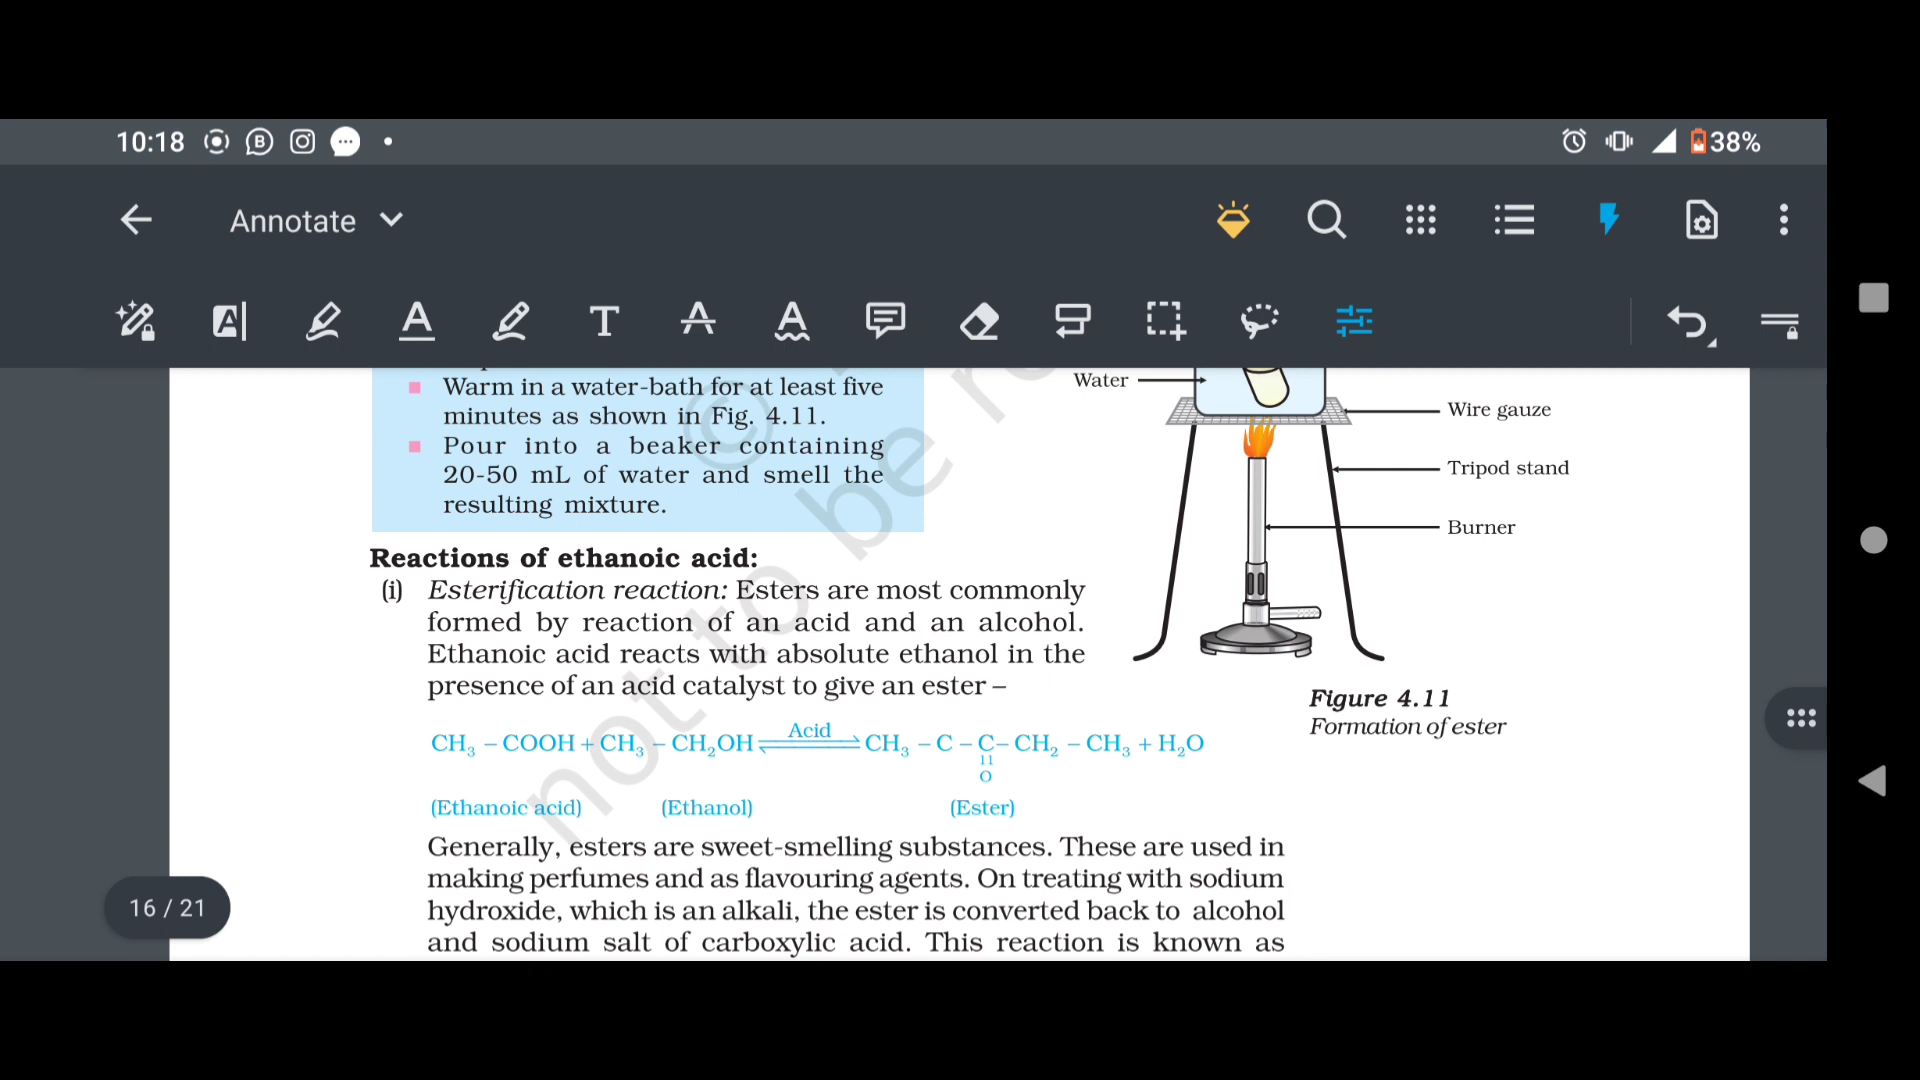 10:18
38%
Annotate
Warm in a water-bath for at least five
minutes as shown in Fig. 4.11.
Pour into a beaker containing
20-50 mL of water and smell the
resulting mixture.
Water
Wire gauze
Tripod stand
Burner
Figure 4.11
Formation of ester
Reactions of ethanoic acid:
(i) Esterification reaction: Esters are most commonly
formed by reaction of an acid and an alcohol.
Ethanoic acid reacts with absolute ethanol in the
presence of an acid catalyst to give an ester –
Acid
CH₃ – COOH + CH₃ – CH₂OH ⇌ CH₃ – C – C – CH₂ – CH₃ + H₂O
11
O
(Ethanoic acid) (Ethanol) (Ester)
Generally, esters are sweet-smelling substances. These are used in
making perfumes and as flavouring agents. On treating with sodium
hydroxide, which is an alkali, the ester is converted back to alcohol
and sodium salt of carboxylic acid. This reaction is known as
16 / 21
©
not to be re